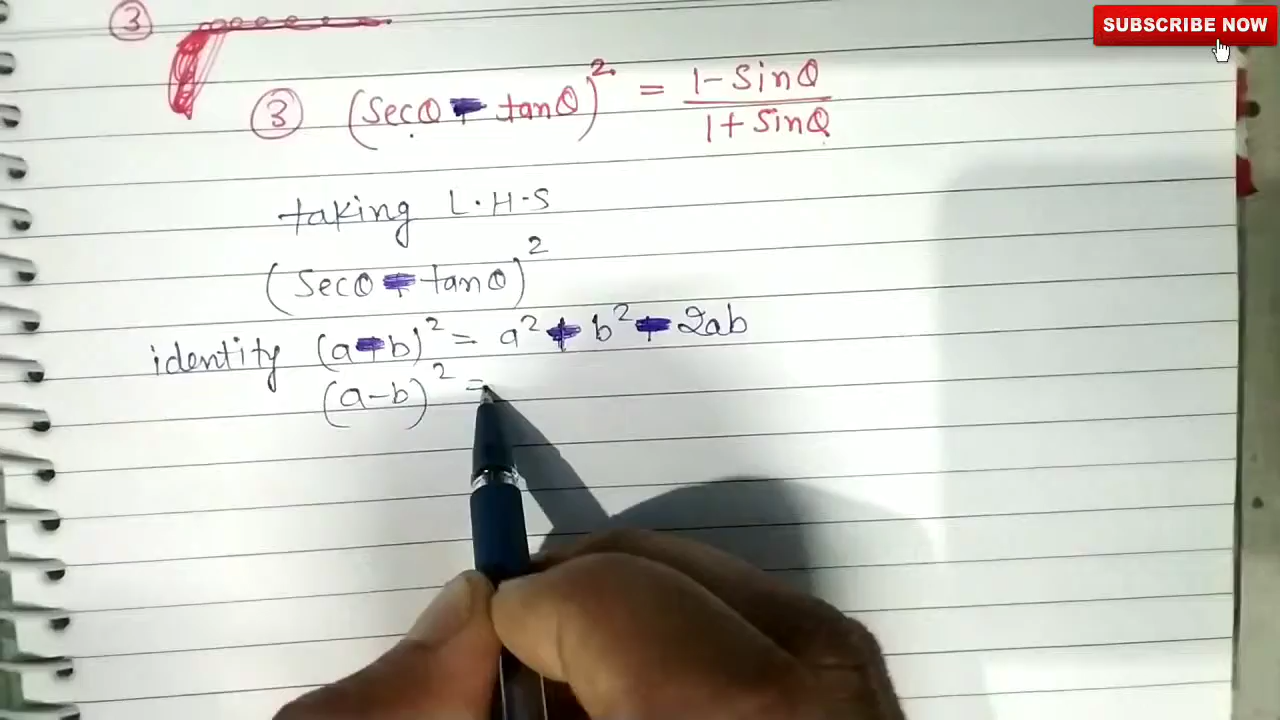 SUBSCRIBE NOW
③
③ (secθ - tanθ)² = (1 - sinθ)/(1 + sinθ)
taking L.H.S
(secθ - tanθ)²
identity (a-b)² = a² + b² - 2ab
(a-b)² =